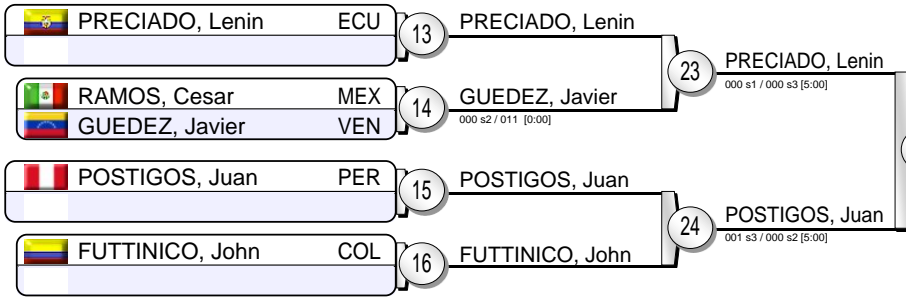 PRECIADO, Lenin ECU
13
PRECIADO, Lenin
RAMOS, Cesar MEX
GUEDEZ, Javier VEN
14
GUEDEZ, Javier
000 s2 / 011 [0:00]
23
PRECIADO, Lenin
000 s1 / 000 s3 [5:00]
POSTIGOS, Juan PER
15
POSTIGOS, Juan
FUTTINICO, John COL
16
FUTTINICO, John
24
POSTIGOS, Juan
001 s3 / 000 s2 [5:00]